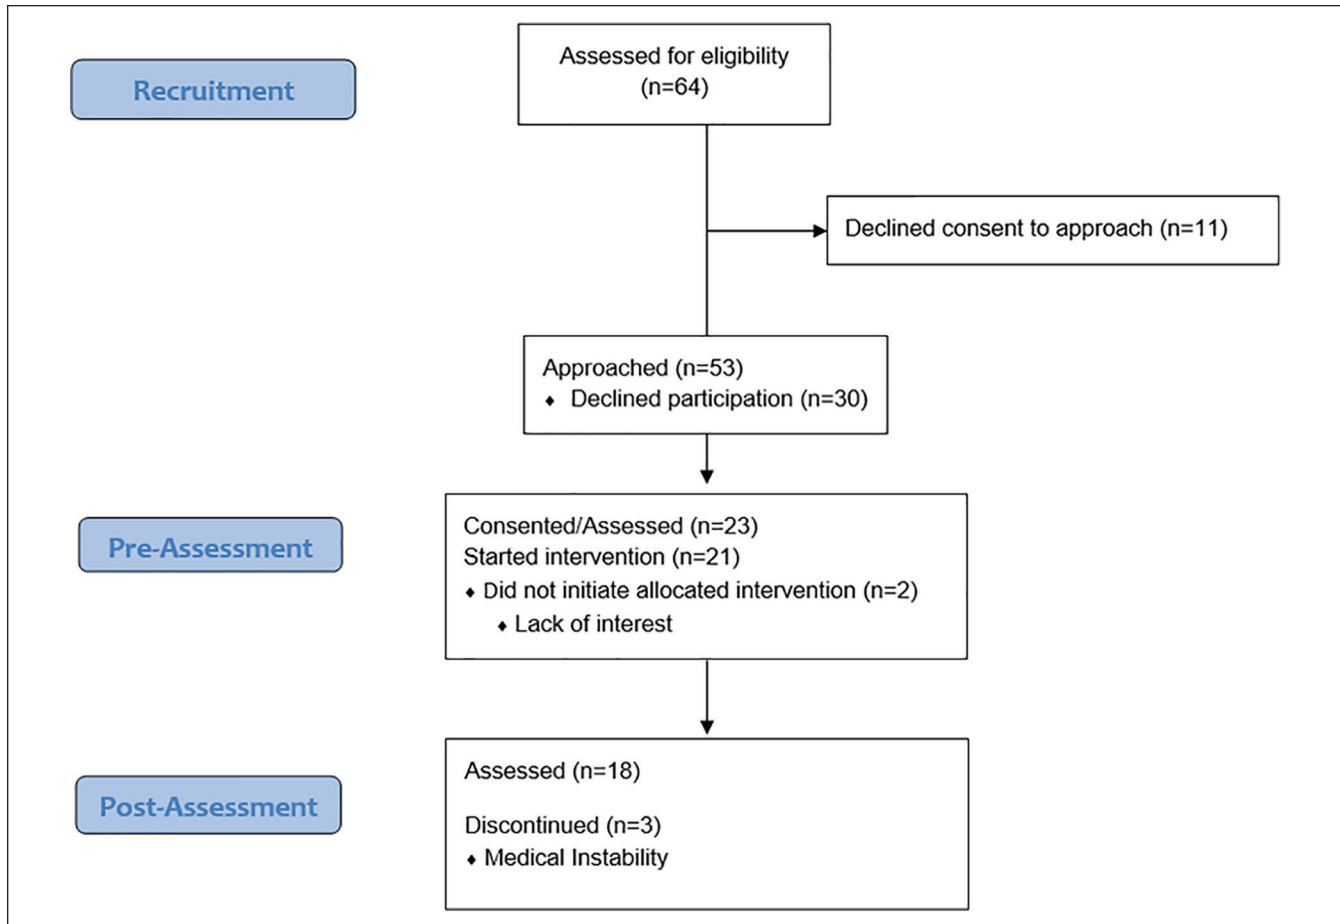 Recruitment
Assessed for eligibility
(n=64)
Declined consent to approach (n=11)
Approached (n=53)
⬧ Declined participation (n=30)
Pre-Assessment
Consented/Assessed (n=23)
Started intervention (n=21)
⬧ Did not initiate allocated intervention (n=2)
⬧ Lack of interest
Post-Assessment
Assessed (n=18)
Discontinued (n=3)
⬧ Medical Instability